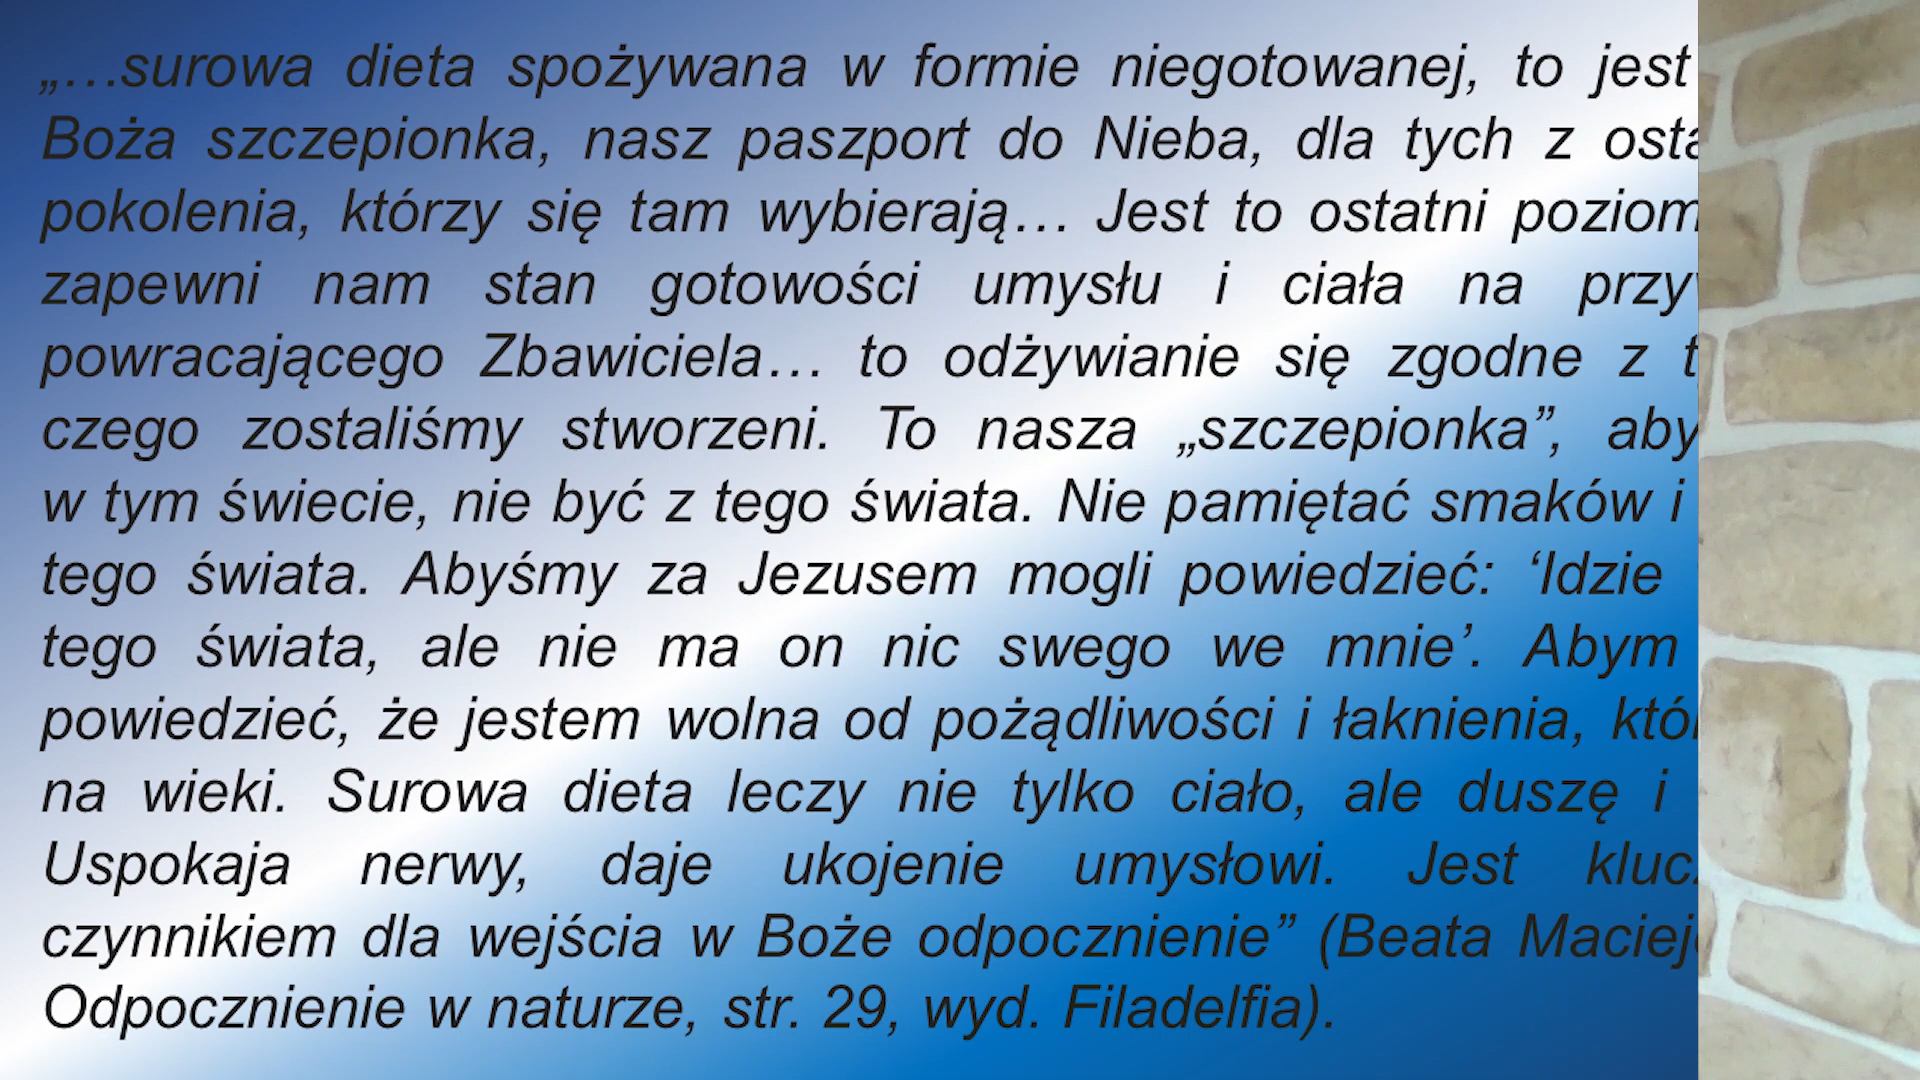 „…surowa dieta spożywana w formie niegotowanej, to jest
Boża szczepionka, nasz paszport do Nieba, dla tych z
pokolenia, którzy się tam wybierają… Jest to ostatni poziom
zapewni nam stan gotowości umysłu i ciała na
powracającego Zbawiciela… to odżywianie się zgodne z
czego zostaliśmy stworzeni. To nasza „szczepionka”, aby
w tym świecie, nie być z tego świata. Nie pamiętać smaków i
tego świata. Abyśmy za Jezusem mogli powiedzieć: ‘Idzie
tego świata, ale nie ma on nic swego we mnie’. Abym
powiedzieć, że jestem wolna od pożądliwości i łaknienia,
na wieki. Surowa dieta leczy nie tylko ciało, ale duszę i
Uspokaja nerwy, daje ukojenie umysłowi. Jest
czynnikiem dla wejścia w Boże odpocznienie” (Beata
Odpocznienie w naturze, str. 29, wyd. Filadelfia).